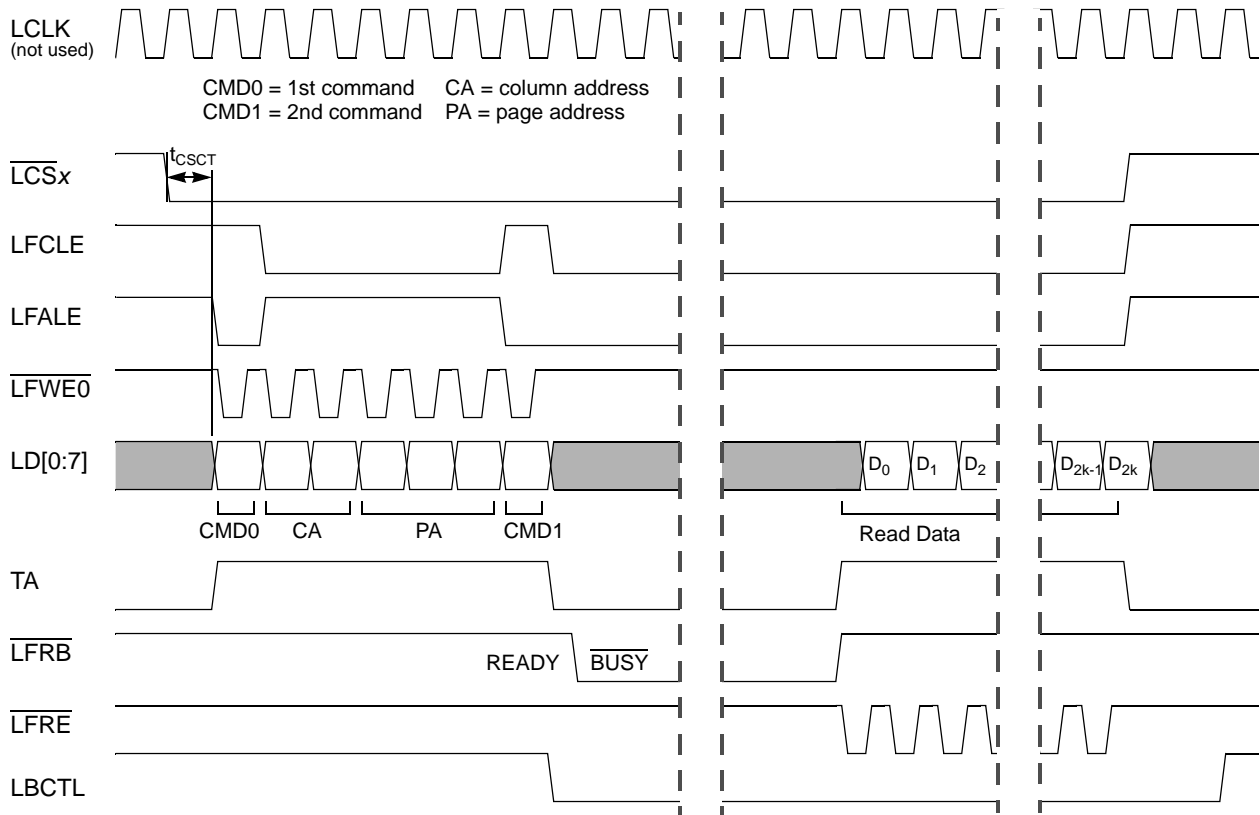 LCLK
(not used)
CMD0 = 1st command CA = column address
CMD1 = 2nd command PA = page address
tCSCT
LCSx
LFCLE
LFALE
LFWE0
LD[0:7]
D0 D1 D2 D2k-1 D2k
CMD0 CA PA CMD1 Read Data
TA
LFRB
READY BUSY
LFRE
LBCTL